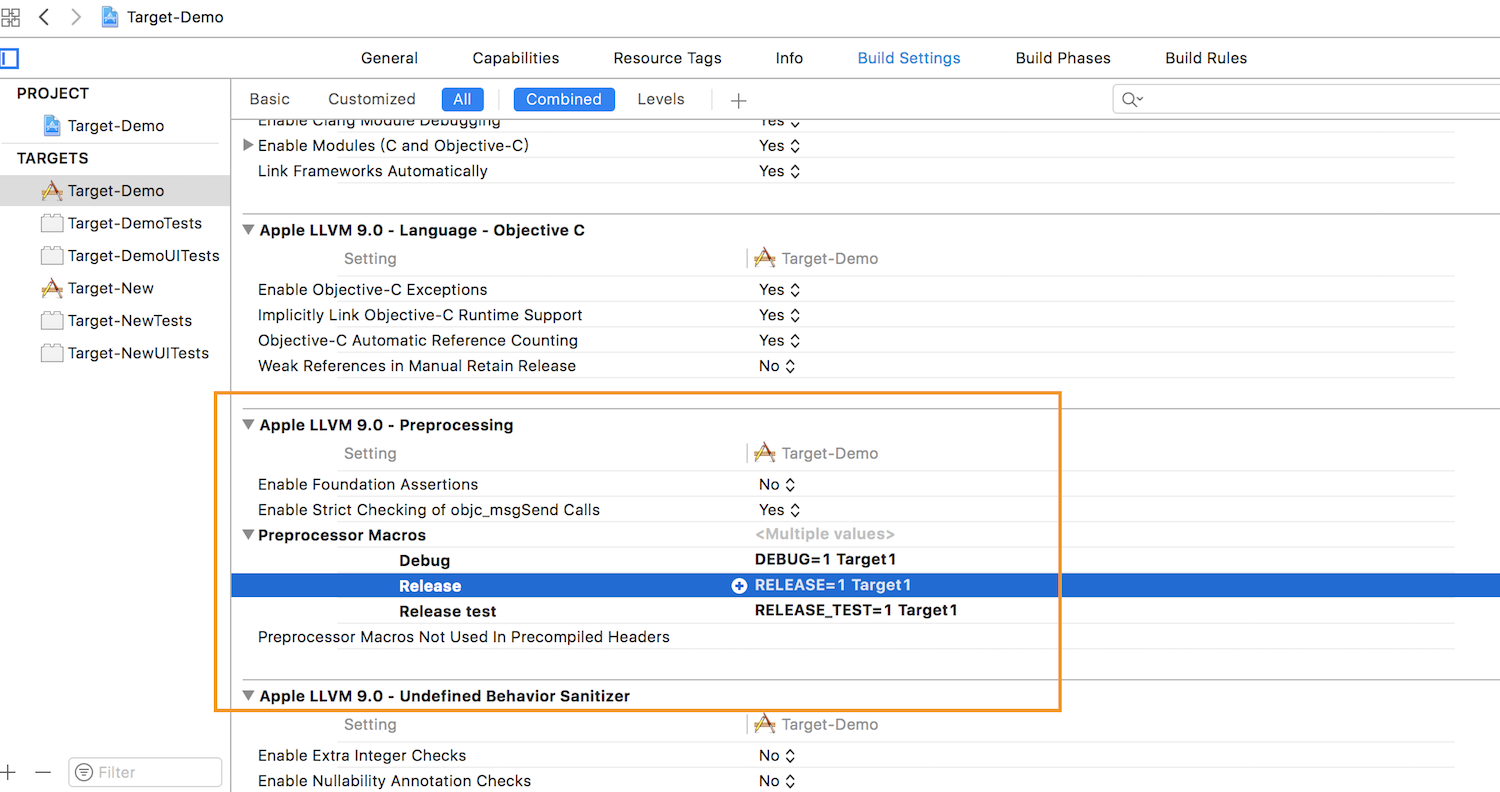 Target-Demo
General Capabilities Resource Tags Info Build Settings Build Phases Build Rules
PROJECT
Target-Demo
TARGETS
Target-Demo
Target-DemoTests
Target-DemoUITests
Target-New
Target-NewTests
Target-NewUITests
Filter
Basic Customized All Combined Levels
Enable Clang Module Debugging Yes
Enable Modules (C and Objective-C) Yes
Link Frameworks Automatically Yes
Apple LLVM 9.0 - Language - Objective C
Setting Target-Demo
Enable Objective-C Exceptions Yes
Implicitly Link Objective-C Runtime Support Yes
Objective-C Automatic Reference Counting Yes
Weak References in Manual Retain Release No
Apple LLVM 9.0 - Preprocessing
Setting Target-Demo
Enable Foundation Assertions No
Enable Strict Checking of objc_msgSend Calls Yes
Preprocessor Macros <Multiple values>
Debug DEBUG=1 Target1
Release RELEASE=1 Target1
Release test RELEASE_TEST=1 Target1
Preprocessor Macros Not Used In Precompiled Headers
Apple LLVM 9.0 - Undefined Behavior Sanitizer
Setting Target-Demo
Enable Extra Integer Checks No
Enable Nullability Annotation Checks No